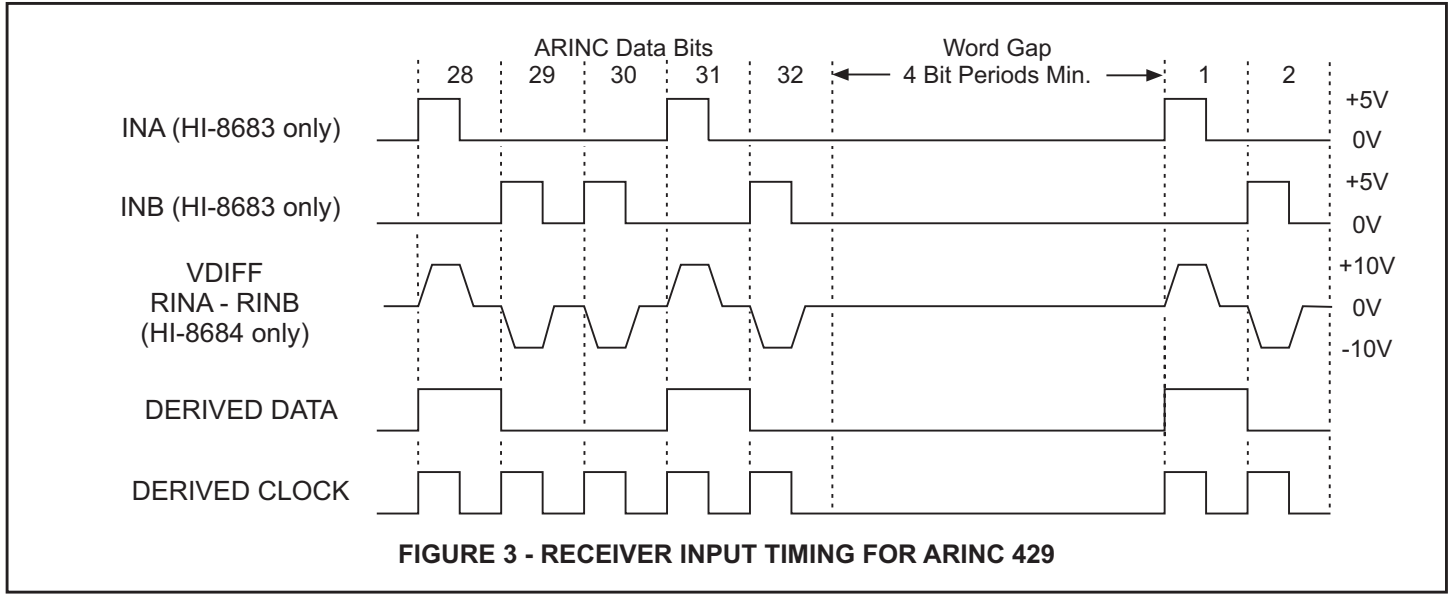 ARINC Data Bits
Word Gap
28 29 30 31 32 4 Bit Periods Min. 1 2
INA (HI-8683 only)
+5V
0V
INB (HI-8683 only)
+5V
0V
VDIFF
RINA - RINB
(HI-8684 only)
+10V
0V
-10V
DERIVED DATA
DERIVED CLOCK
FIGURE 3 - RECEIVER INPUT TIMING FOR ARINC 429